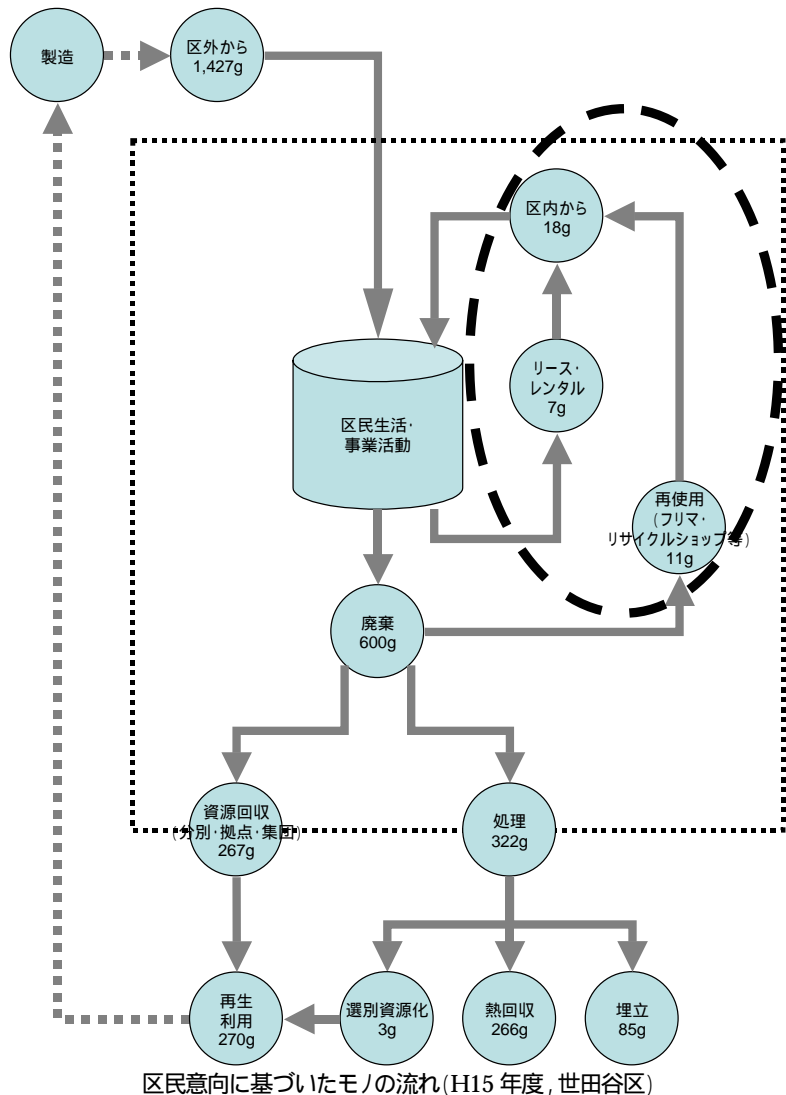 製造
区外から
1,427g
区内から
18g
リース・
レンタル
7g
区民生活・
事業活動
再使用
(フリマ・
リサイクルショップ等)
11g
廃棄
600g
資源回収
(分別・拠点・集団)
267g
処理
322g
再生
利用
270g
選別資源化
3g
熱回収
266g
埋立
85g
区民意向に基づいたモノの流れ(H15 年度, 世田谷区)